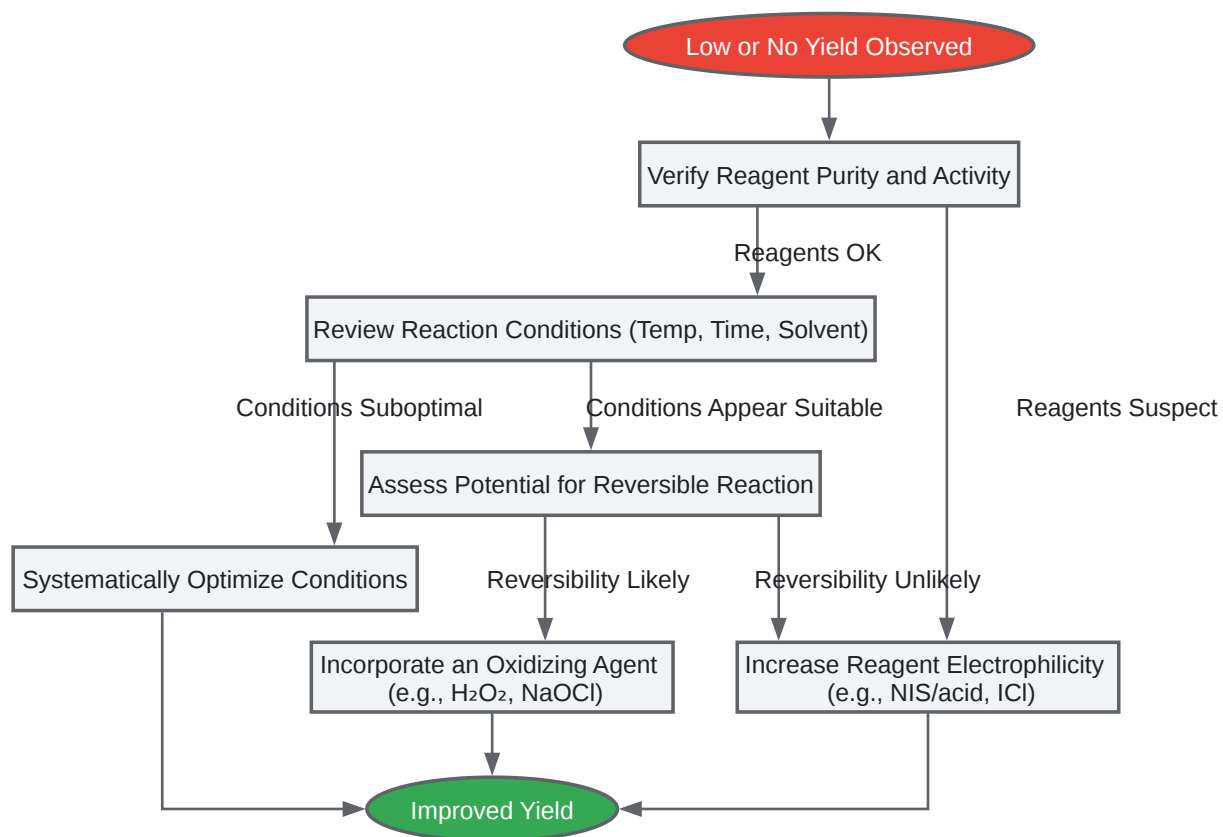 Low or No Yield Observed
Verify Reagent Purity and Activity
Reagents OK
Review Reaction Conditions (Temp, Time, Solvent)
Conditions Suboptimal
Conditions Appear Suitable
Reagents Suspect
Assess Potential for Reversible Reaction
Systematically Optimize Conditions
Reversibility Likely
Reversibility Unlikely
Incorporate an Oxidizing Agent
(e.g., H₂O₂, NaOCl)
Increase Reagent Electrophilicity
(e.g., NIS/acid, ICl)
Improved Yield